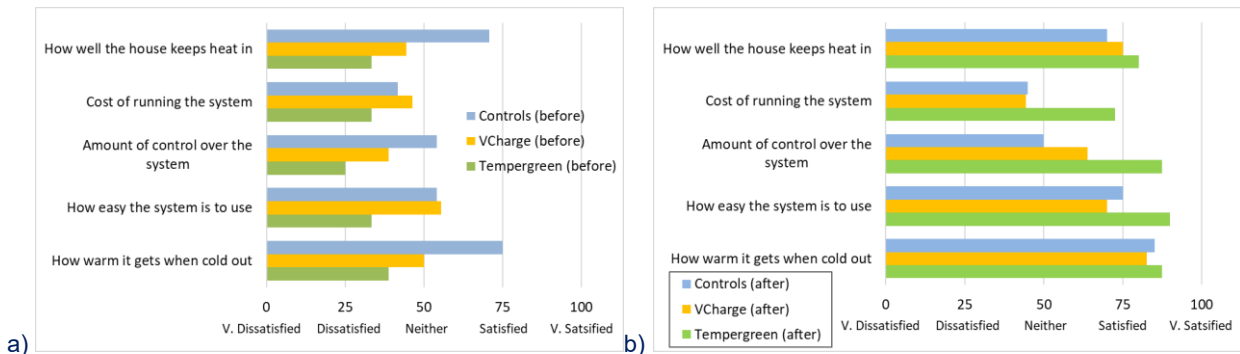 How well the house keeps heat in
Cost of running the system
Amount of control over the
system
How easy the system is to use
How warm it gets when cold out
Controls (before)
VCharge (before)
Tempergreen (before)
0 25 50 75 100
V. Dissatisfied Dissatisfied Neither Satisfied V. Satsified
a)
How well the house keeps heat in
Cost of running the system
Amount of control over the
system
How easy the system is to use
How warm it gets when cold out
Controls (after)
VCharge (after)
Tempergreen (after)
0 25 50 75 100
V. Dissatisfied Dissatisfied Neither Satisfied V. Satsified
b)